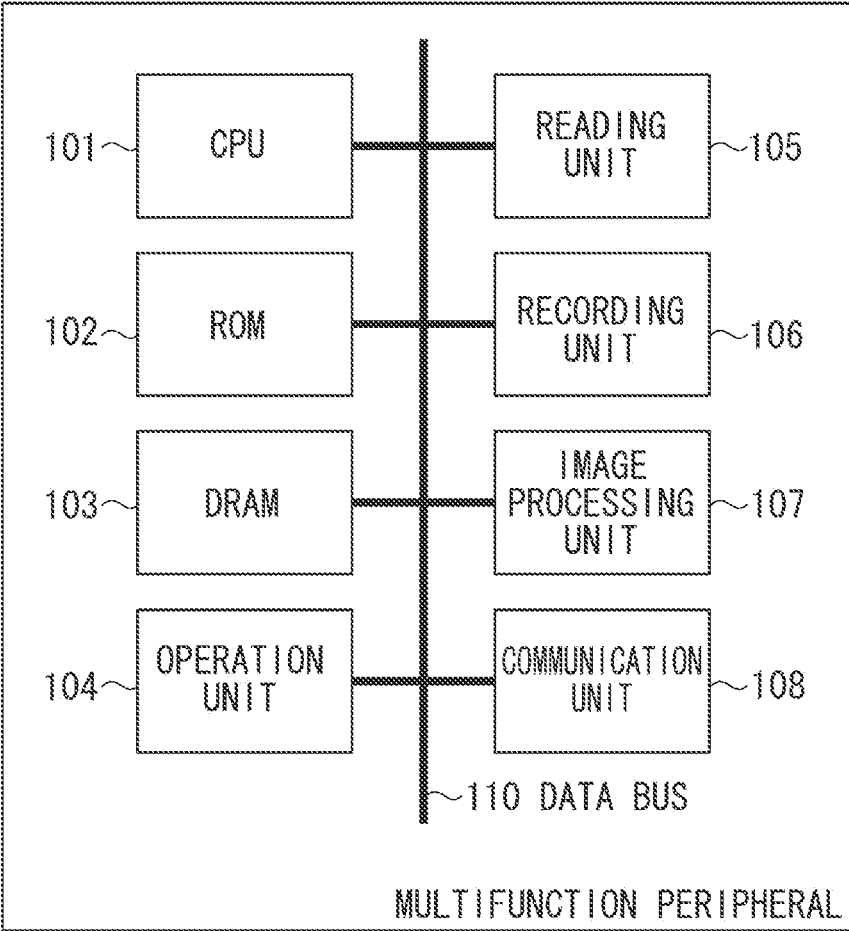 101
CPU
READING
UNIT
105
102
ROM
RECORDING
UNIT
106
103
DRAM
IMAGE
PROCESSING
UNIT
107
104
OPERATION
UNIT
COMMUNICATION
UNIT
108
110 DATA BUS
MULTIFUNCTION PERIPHERAL